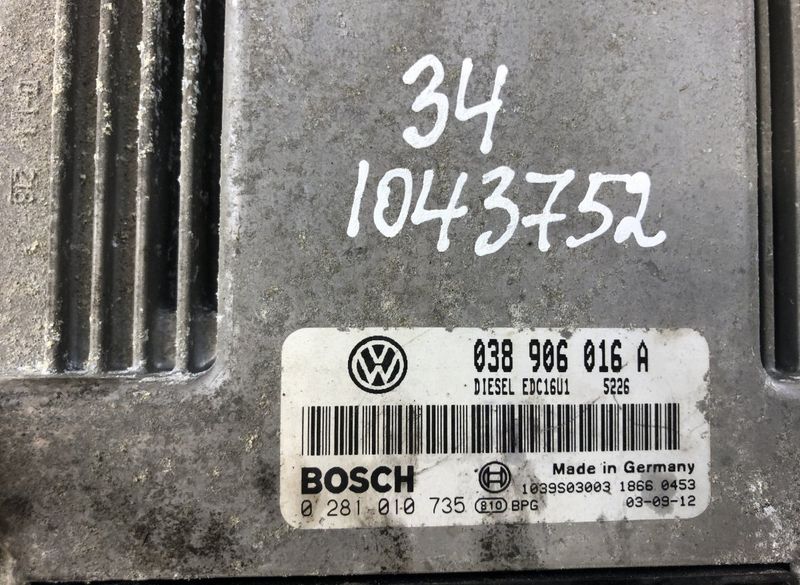 34
1043752
038 906 016 A
DIESEL EDC16U1 5226
BOSCH
Made in Germany
1039S03003 1866 0453
0 281 010 735 810 BPG
03-09-12